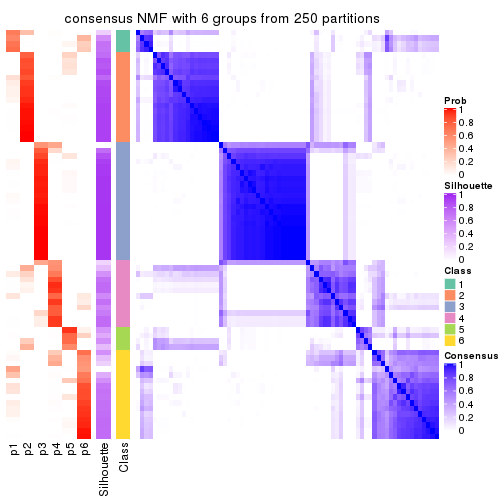 consensus NMF with 6 groups from 250 partitions
Prob
1
0.8
0.6
0.4
0.2
0
Silhouette
1
0.8
0.6
0.4
0.2
0
Class
1
2
3
4
5
6
Consensus
1
0.8
0.6
0.4
0.2
0
p1
p2
p3
p4
p5
p6
Silhouette
Class